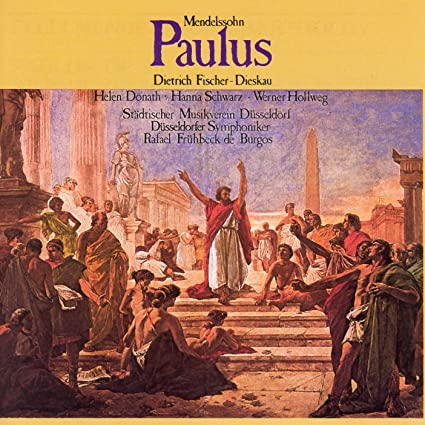 Mendelssohn
Paulus
Dietrich Fischer-Dieskau
Helen Donath · Hanna Schwarz · Werner Hollweg
Städtischer Musikverein Düsseldorf
Düsseldorfer Symphoniker
Rafael Frühbeck de Burgos